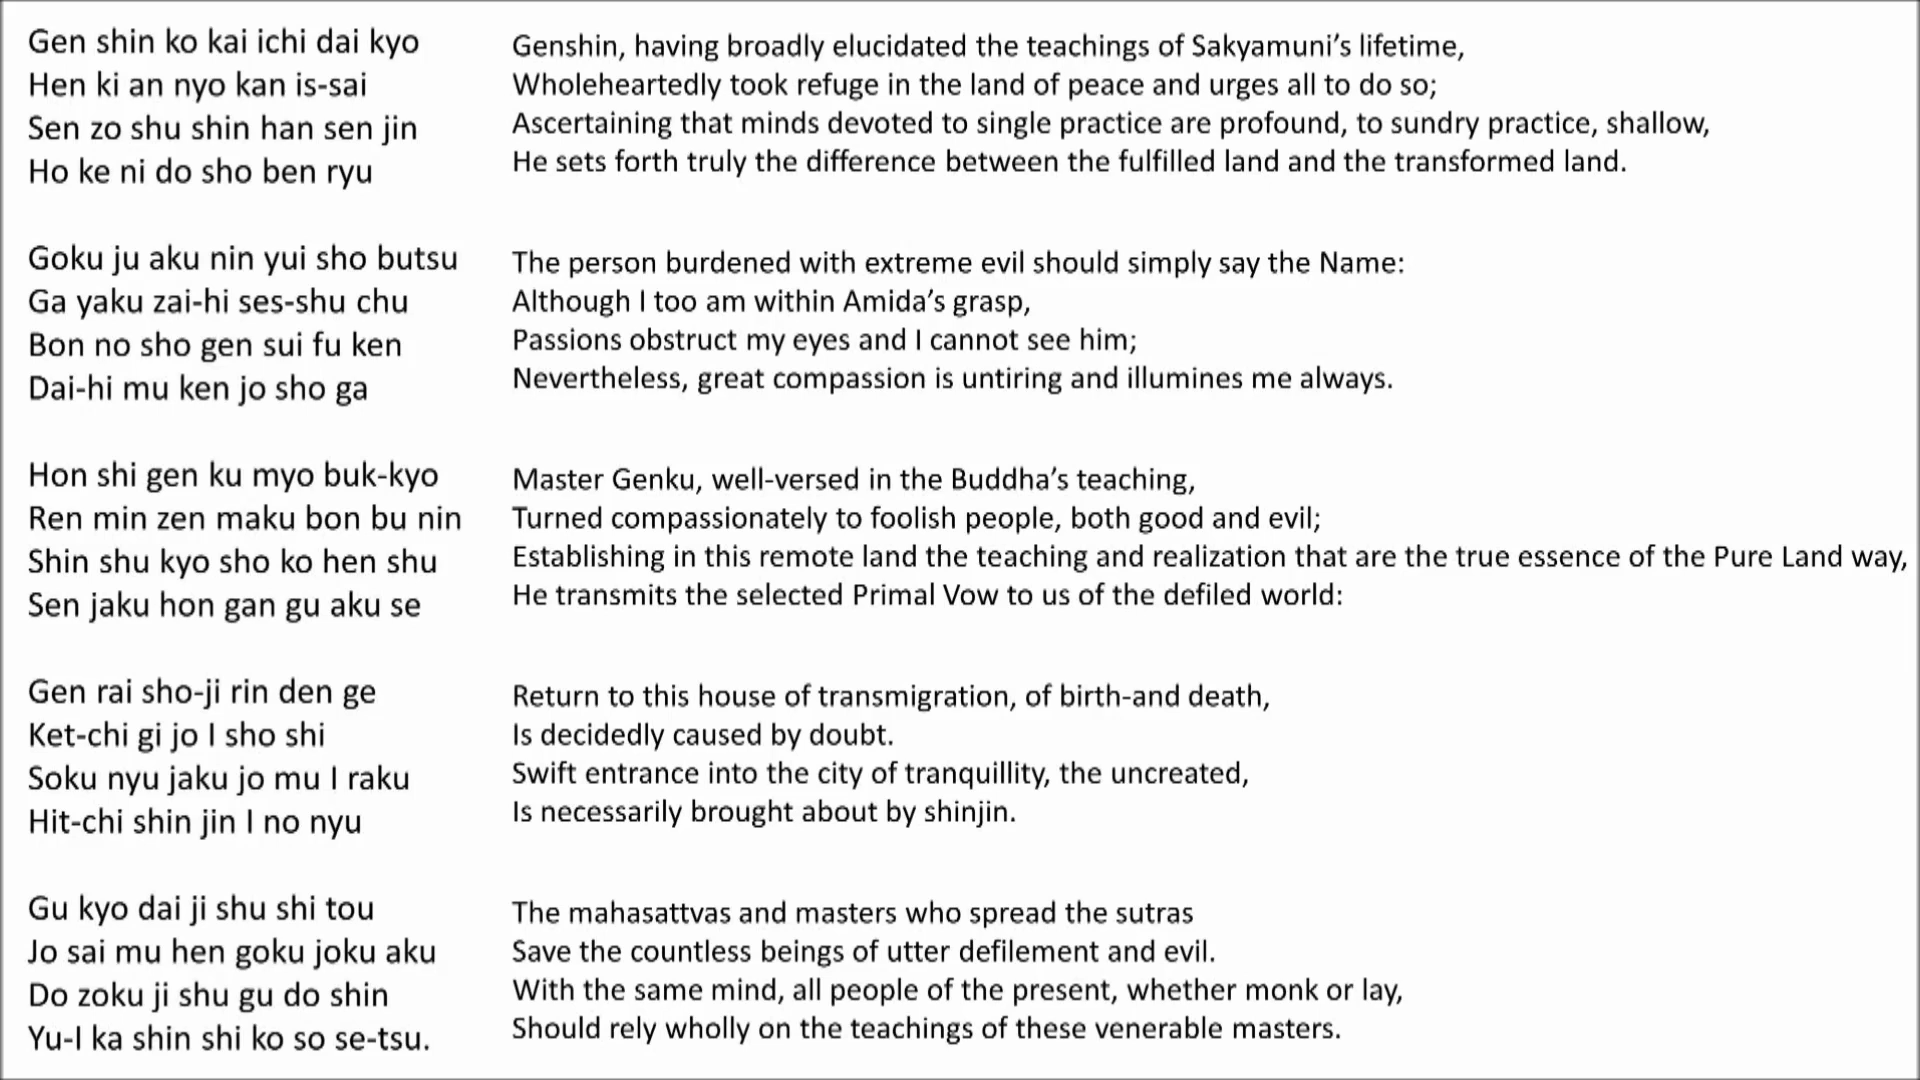 Gen shin ko kai ichi dai kyo
Hen ki an nyo kan is-sai
Sen zo shu shin han sen jin
Ho ke ni do sho ben ryu
Genshin, having broadly elucidated the teachings of Sakyamuni’s lifetime,
Wholeheartedly took refuge in the land of peace and urges all to do so;
Ascertaining that minds devoted to single practice are profound, to sundry practice, shallow,
He sets forth truly the difference between the fulfilled land and the transformed land.
Goku ju aku nin yui sho butsu
Ga yaku zai-hi ses-shu chu
Bon no sho gen sui fu ken
Dai-hi mu ken jo sho ga
The person burdened with extreme evil should simply say the Name:
Although I too am within Amida’s grasp,
Passions obstruct my eyes and I cannot see him;
Nevertheless, great compassion is untiring and illumines me always.
Hon shi gen ku myo buk-kyo
Ren min zen maku bon bu nin
Shin shu kyo sho ko hen shu
Sen jaku hon gan gu aku se
Master Genku, well-versed in the Buddha’s teaching,
Turned compassionately to foolish people, both good and evil;
Establishing in this remote land the teaching and realization that are the true essence of the Pure Land way,
He transmits the selected Primal Vow to us of the defiled world:
Gen rai sho-ji rin den ge
Ket-chi gi jo I sho shi
Soku nyu jaku jo mu I raku
Hit-chi shin jin I no nyu
Return to this house of transmigration, of birth-and death,
Is decidedly caused by doubt.
Swift entrance into the city of tranquillity, the uncreated,
Is necessarily brought about by shinjin.
Gu kyo dai ji shu shi tou
Jo sai mu hen goku joku aku
Do zoku ji shu gu do shin
Yu-I ka shin shi ko so se-tsu.
The mahasattvas and masters who spread the sutras
Save the countless beings of utter defilement and evil.
With the same mind, all people of the present, whether monk or lay,
Should rely wholly on the teachings of these venerable masters.